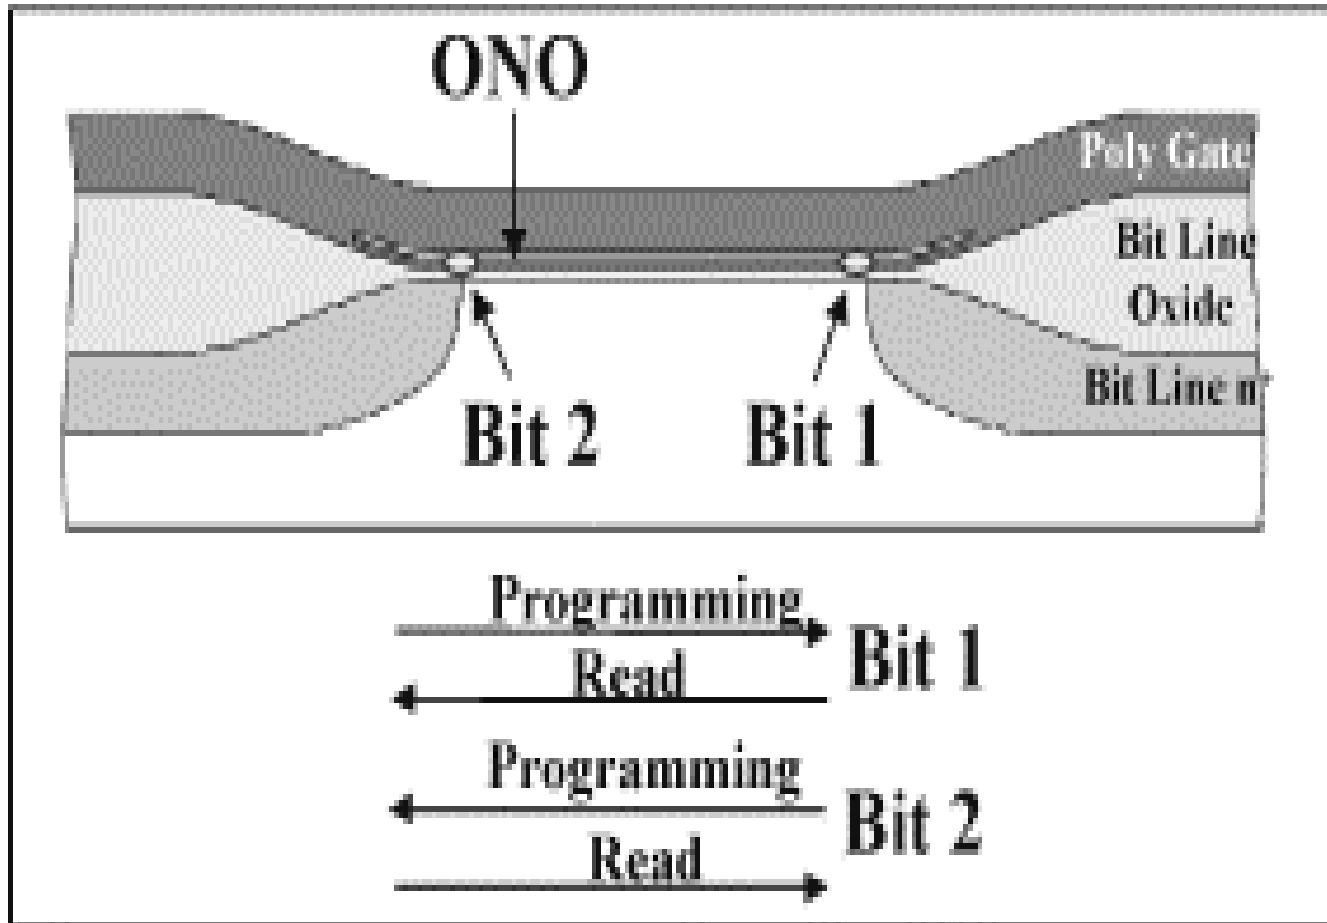 ONO
Poly Gate
Bit Line
Oxide
Bit Line n+
Bit 2
Bit 1
Programming
Read
Bit 1
Programming
Read
Bit 2